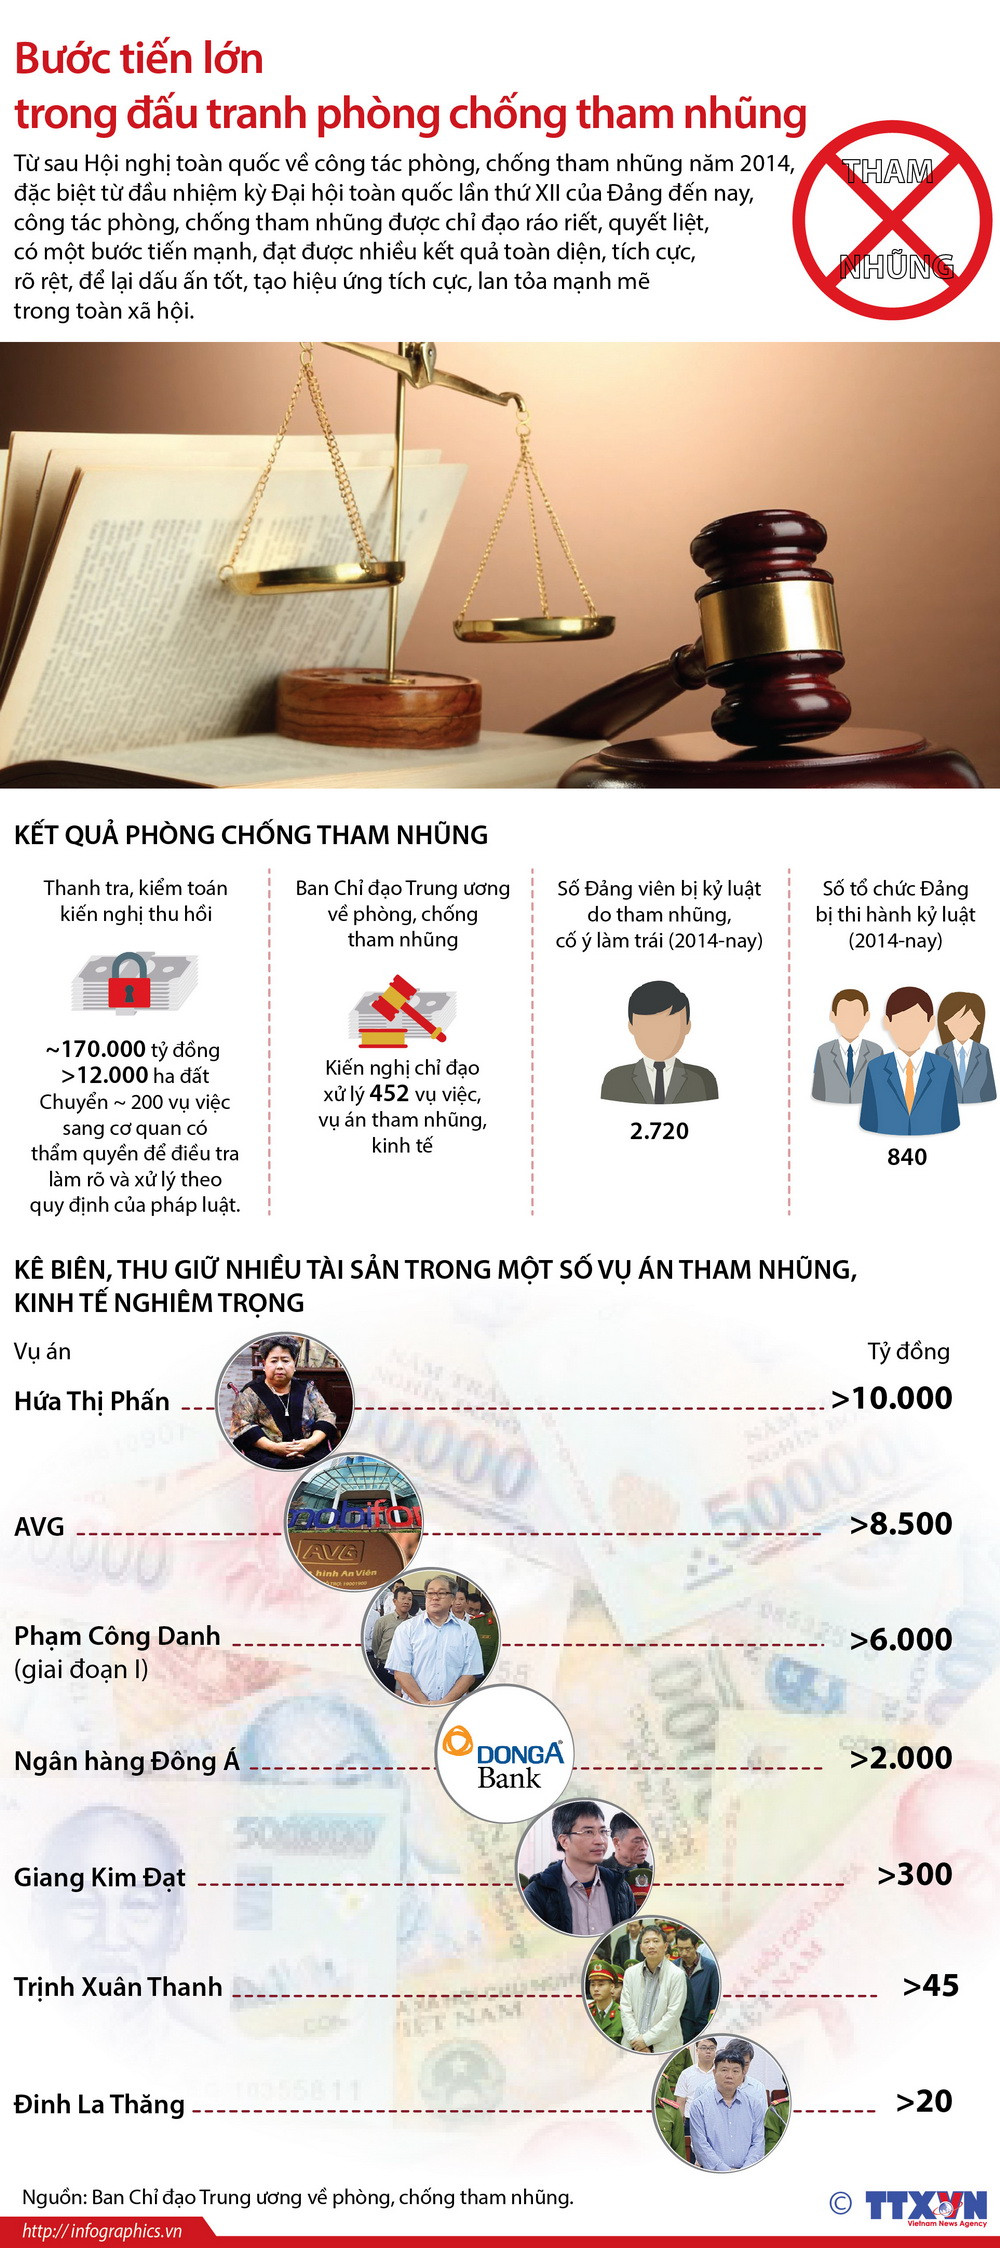 Bước tiến lớn
trong đấu tranh phòng chống tham nhũng
Từ sau Hội nghị toàn quốc về công tác phòng, chống tham nhũng năm 2014,
đặc biệt từ đầu nhiệm kỳ Đại hội toàn quốc lần thứ XII của Đảng đến nay,
công tác phòng, chống tham nhũng được chỉ đạo ráo riết, quyết liệt,
có một bước tiến mạnh, đạt được nhiều kết quả toàn diện, tích cực,
rõ rệt, để lại dấu ấn tốt, tạo hiệu ứng tích cực, lan tỏa mạnh mẽ
trong toàn xã hội.
THAM
NHŨNG
KẾT QUẢ PHÒNG CHỐNG THAM NHŨNG
Thanh tra, kiểm toán
kiến nghị thu hồi
~170.000 tỷ đồng
>12.000 ha đất
Chuyển ~ 200 vụ việc
sang cơ quan có
thẩm quyền để điều tra
làm rõ và xử lý theo
quy định của pháp luật.
Ban Chỉ đạo Trung ương
về phòng, chống
tham nhũng
Kiến nghị chỉ đạo
xử lý 452 vụ việc,
vụ án tham nhũng,
kinh tế
Số Đảng viên bị kỷ luật
do tham nhũng,
cố ý làm trái (2014-nay)
2.720
Số tổ chức Đảng
bị thi hành kỷ luật
(2014-nay)
840
KÊ BIÊN, THU GIỮ NHIỀU TÀI SẢN TRONG MỘT SỐ VỤ ÁN THAM NHŨNG,
KINH TẾ NGHIÊM TRỌNG
Vụ án Tỷ đồng
Hứa Thị Phấn >10.000
AVG >8.500
mobifo
AVG
hình An Viên
Phạm Công Danh >6.000
(giai đoạn I)
Ngân hàng Đông Á >2.000
DONGA
Bank
Giang Kim Đạt >300
Trịnh Xuân Thanh >45
Đinh La Thăng >20
Nguồn: Ban Chỉ đạo Trung ương về phòng, chống tham nhũng.
© TTXVN
Vietnam News Agency
http://infographics.vn